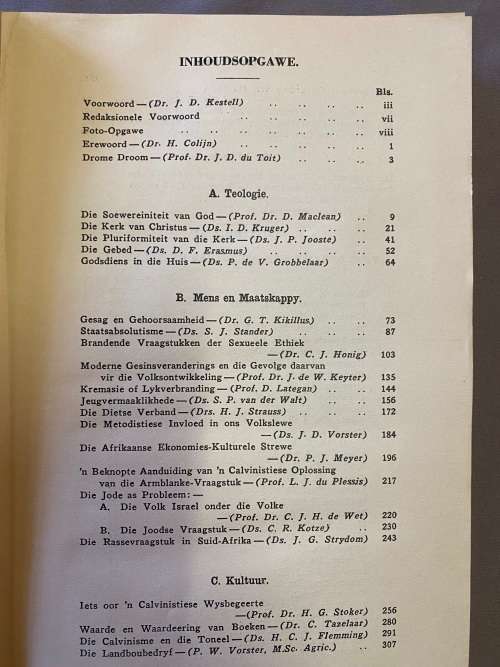 INHOUDSOPGAWE.
Bls.
Voorwoord—(Dr. J. D. Kestell) .. .. .. .. iii
Redaksionele Voorwoord .. .. .. .. vii
Foto-Opgawe .. .. .. .. .. .. viii
Erewoord—(Dr. H. Colijn) .. .. .. .. 1
Drome Droom—(Prof. Dr. J. D. du Toit) .. .. 3
A. Teologie.
Die Soewereiniteit van God—(Prof. Dr. D. Maclean) .. 9
Die Kerk van Christus—(Ds. I. D. Kruger) .. .. .. 21
Die Pluriformiteit van die Kerk—(Ds. J. P. Jooste) .. 41
Die Gebed—(Ds. D. F. Erasmus) .. .. .. .. 52
Godsdiens in die Huis—(Ds. P. de V. Grobbelaar) .. 64
B. Mens en Maatskappy.
Gesag en Gehoorsaamheid—(Dr. G. T. Kikillus) .. .. 73
Staatsabsolutisme—(Ds. S. J. Stander) .. .. .. 87
Brandende Vraagstukken der Sexueele Ethiek
—(Dr. C. J. Honig) 103
Moderne Gesinsveranderings en die Gevolge daarvan
vir die Volksontwikkeling—(Prof. Dr. J. de W. Keyter) 135
Kremasie of Lykverbranding—(Prof. D. Lategan) .. 144
Jeugvermaaklikhede—(Ds. S. P. van der Walt) .. .. 156
Die Dietse Verband—(Drs. H. J. Strauss) .. .. .. 172
Die Metodistiese Invloed in ons Volkslewe
—(Ds. J. D. Vorster) 184
Die Afrikaanse Ekonomies-Kulturele Strewe
—(Dr. P. J. Meyer) 196
'n Beknopte Aanduiding van 'n Calvinistiese Oplossing
van die Armblanke-Vraagstuk—(Prof. L. J. du Plessis) 217
Die Jode as Probleem:—
A. Die Volk Israel onder die Volke
—(Prof. Dr. C. J. H. de Wet) 220
B. Die Joodse Vraagstuk—(Ds. C. R. Kotze) .. 230
Die Rassevraagstuk in Suid-Afrika—(Ds. J. G. Strydom) 243
C. Kultuur.
Iets oor 'n Calvinistiese Wysbegeerte
—(Prof. Dr. H. G. Stoker) 256
Waarde en Waardering van Boeken—(Dr. C. Tazelaar) 280
Die Calvinisme en die Toneel—(Ds. H. C. J. Flemming) 291
Die Landboubedryf—(P. W. Vorster, M.Sc. Agric.) .. 307